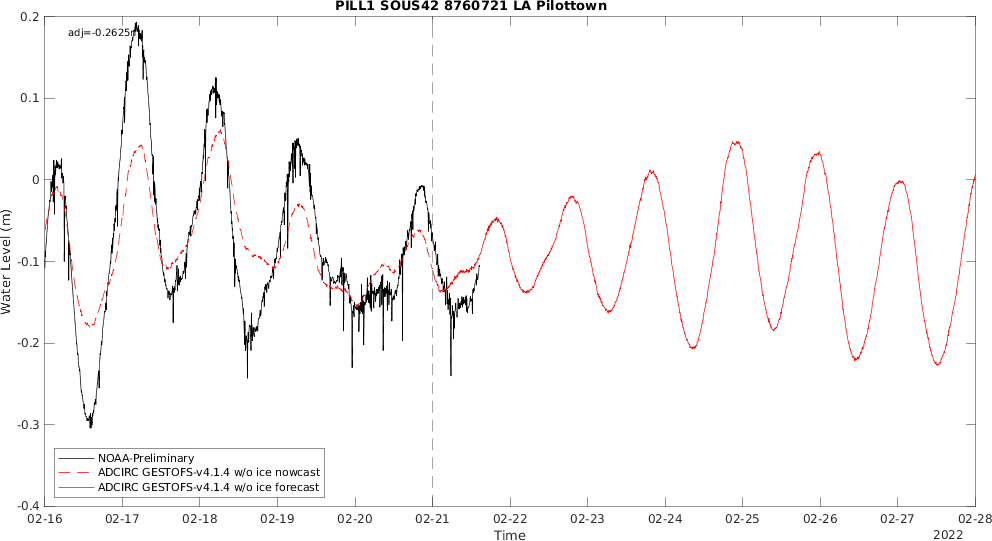 PILL1 SOUS42 8760721 LA Pilottown
adj=-0.2625m
0.2
0.1
0
-0.1
-0.2
-0.3
-0.4
Water Level (m)
NOAA-Preliminary
ADCIRC GESTOFS-v4.1.4 w/o ice nowcast
ADCIRC GESTOFS-v4.1.4 w/o ice forecast
02-16 02-17 02-18 02-19 02-20 02-21 02-22 02-23 02-24 02-25 02-26 02-27 02-28
Time
2022